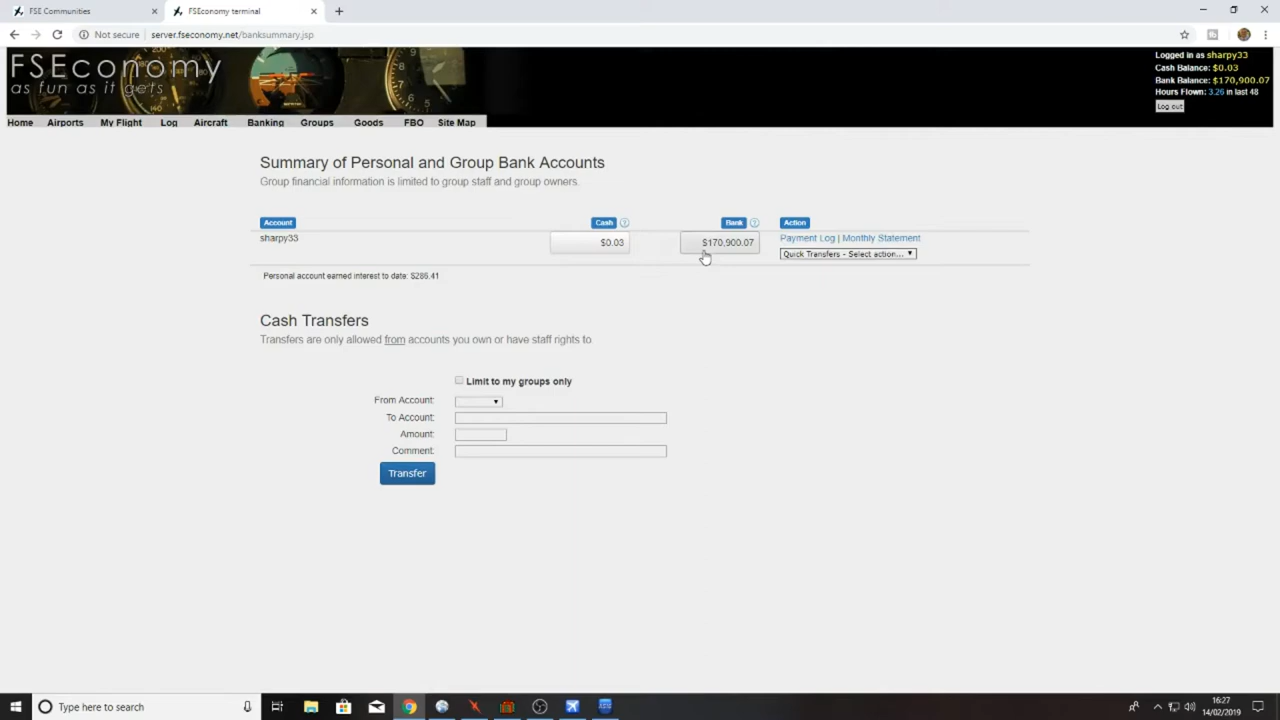 FSE Communities
FSEconomy terminal
Not secure
server.fseconomy.net/banksummary.jsp
FSEconomy
as fun as it gets
Logged in as sharpy33
Cash Balance: $0.03
Bank Balance: $170,900.07
Hours Flown: 3.26 in last 48
Log out
Home Airports My Flight Log Aircraft Banking Groups Goods FBO Site Map
Summary of Personal and Group Bank Accounts
Group financial information is limited to group staff and group owners.
Account Cash ? Bank ? Action
sharpy33 $0.03 $170,900.07 Payment Log | Monthly Statement
Quick Transfers - Select action...
Personal account earned interest to date: $286.41
Cash Transfers
Transfers are only allowed from accounts you own or have staff rights to.
Limit to my groups only
From Account:
To Account:
Amount:
Comment:
Transfer
Type here to search
16:27
14/02/2019